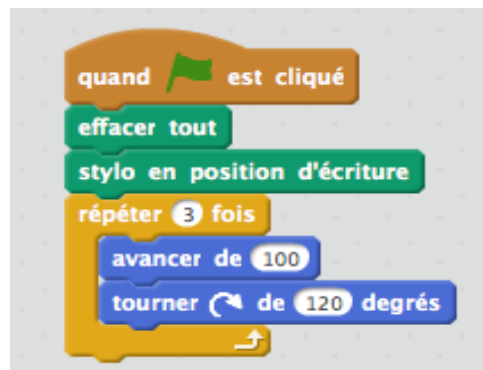 quand est cliqué
effacer tout
stylo en position d'écriture
répéter 3 fois
avancer de 100
tourner de 120 degrés